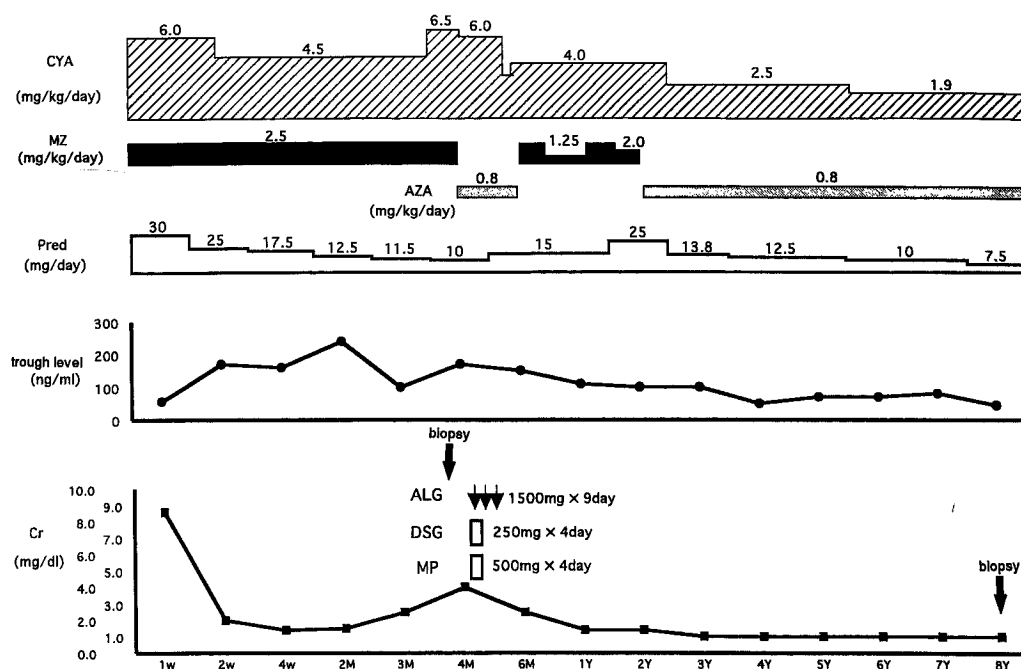 6.0 4.5 6.5 6.0 4.0 2.5 1.9
CYA
(mg/kg/day)
MZ
(mg/kg/day)
2.5 1.25 2.0
0.8 0.8
AZA
(mg/kg/day)
Pred
(mg/day)
30 25 17.5 12.5 11.5 10 15 25 13.8 12.5 10 7.5
trough level
(ng/ml)
300
200
100
0
biopsy
Cr
(mg/dl)
10.0
9.0
8.0
7.0
6.0
5.0
4.0
3.0
2.0
1.0
0.0
ALG 1500mg × 9day
DSG 250mg × 4day
MP 500mg × 4day
biopsy
1w 2w 4w 2M 3M 4M 6M 1Y 2Y 3Y 4Y 5Y 6Y 7Y 8Y